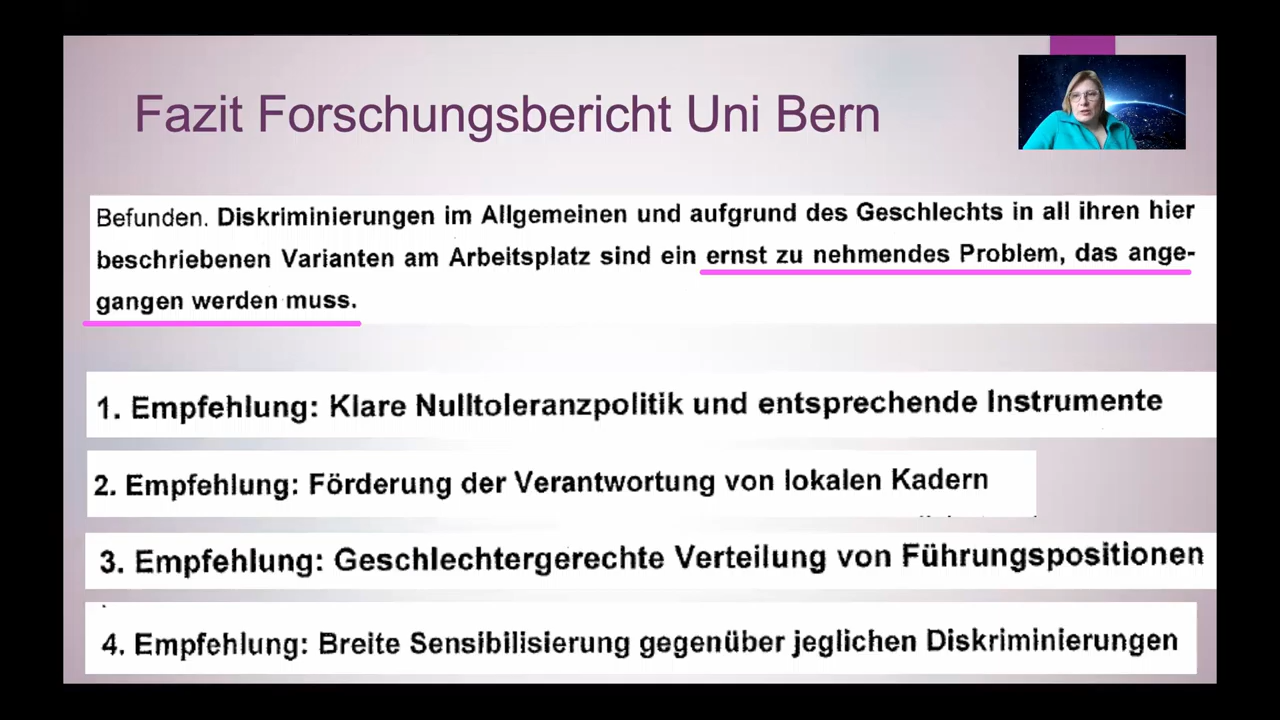 Fazit Forschungsbericht Uni Bern
Befunden. Diskriminierungen im Allgemeinen und aufgrund des Geschlechts in all ihren hier
beschriebenen Varianten am Arbeitsplatz sind ein ernst zu nehmendes Problem, das ange-
gangen werden muss.
1. Empfehlung: Klare Nulltoleranzpolitik und entsprechende Instrumente
2. Empfehlung: Förderung der Verantwortung von lokalen Kadern
3. Empfehlung: Geschlechtergerechte Verteilung von Führungspositionen
4. Empfehlung: Breite Sensibilisierung gegenüber jeglichen Diskriminierungen